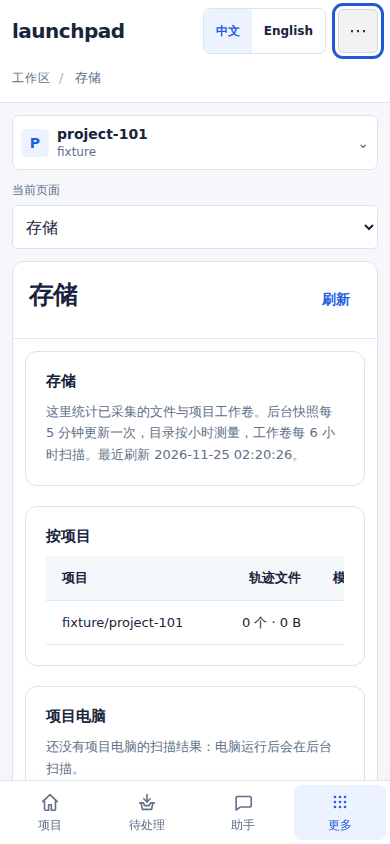 launchpad
中文 English ...
工作区 / 存储
P project-101
fixture
当前页面
存储
存储 刷新
存储
这里统计已采集的文件与项目工作卷。后台快照每
5 分钟更新一次，目录按小时测量，工作卷每 6 小
时扫描。最近刷新 2026-11-25 02:20:26。
按项目
项目 轨迹文件 模
fixture/project-101 0 个 · 0 B
项目电脑
还没有项目电脑的扫描结果：电脑运行后会在后台
扫描。
项目 待处理 助手 更多